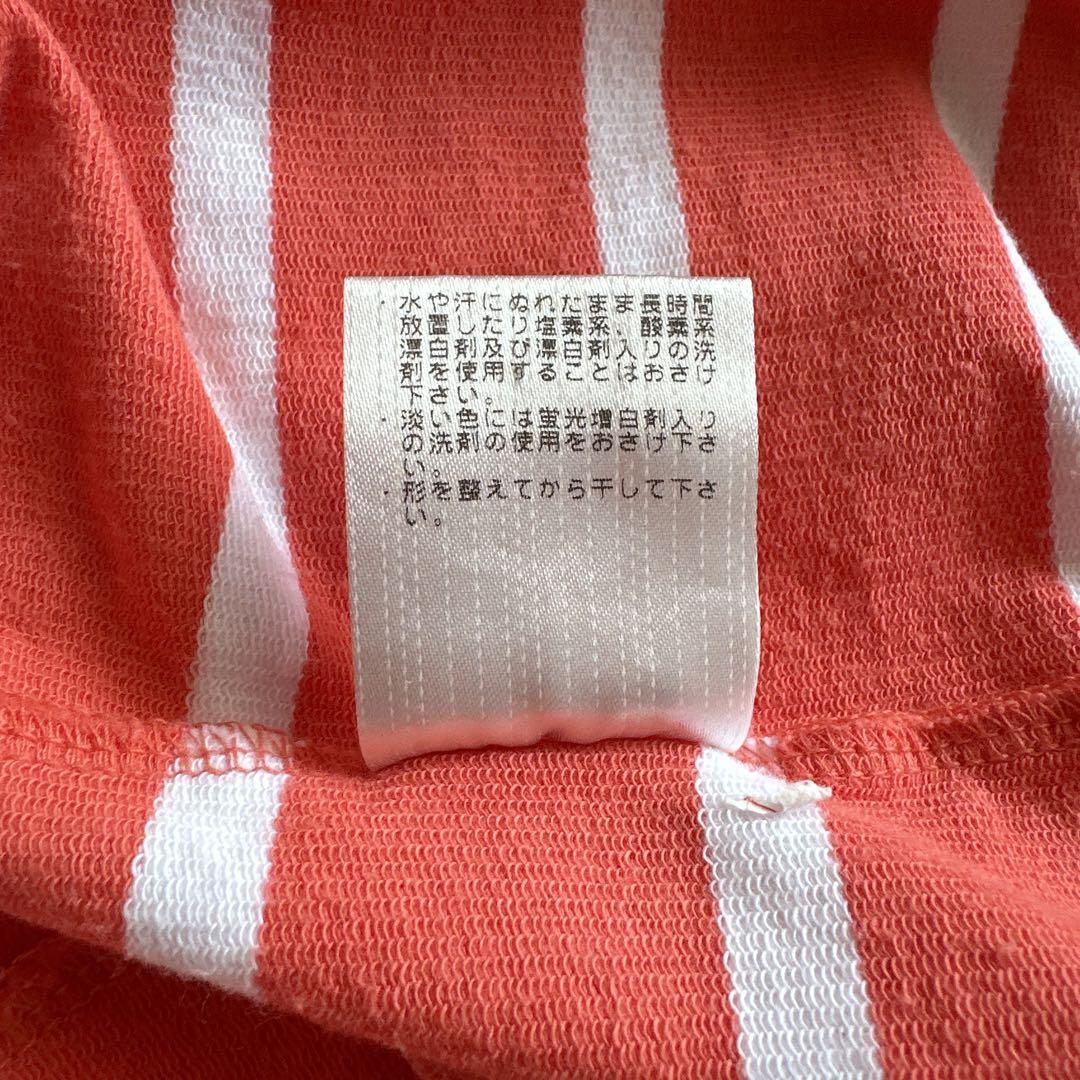 ・水や汗にぬれたまま長時間
放置したり塩素系、酸素系
漂白剤及び漂白剤入りの洗
剤を使用することはおさけ
下さい。
・淡い色には蛍光増白剤入り
の洗剤の使用をおさけ下さ
い。
・形を整えてから干して下さ
い。